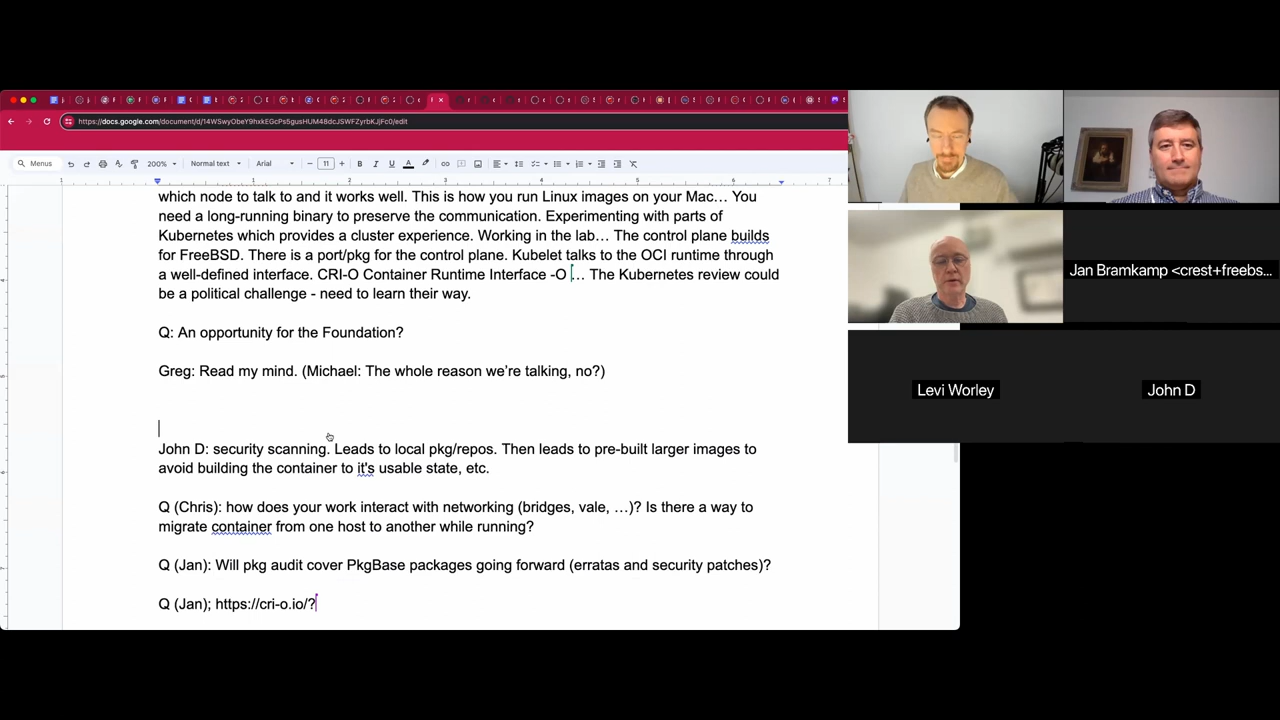 https://docs.google.com/document/d/14WSwyObeY9hxkEGcPs5gusHUM48dcJSWFZyrbKJjFc0/edit
Menus
200%
Normal text
Arial
11
1 1 2 3 4 5 6 7
which node to talk to and it works well. This is how you run Linux images on your Mac… You
need a long-running binary to preserve the communication. Experimenting with parts of
Kubernetes which provides a cluster experience. Working in the lab… The control plane builds
for FreeBSD. There is a port/pkg for the control plane. Kubelet talks to the OCI runtime through
a well-defined interface. CRI-O Container Runtime Interface -O … The Kubernetes review could
be a political challenge - need to learn their way.
Q: An opportunity for the Foundation?
Greg: Read my mind. (Michael: The whole reason we’re talking, no?)
John D: security scanning. Leads to local pkg/repos. Then leads to pre-built larger images to
avoid building the container to it's usable state, etc.
Q (Chris): how does your work interact with networking (bridges, vale, …)? Is there a way to
migrate container from one host to another while running?
Q (Jan): Will pkg audit cover PkgBase packages going forward (erratas and security patches)?
Q (Jan); https://cri-o.io/?
Jan Bramkamp <crest+freebs...
Levi Worley
John D